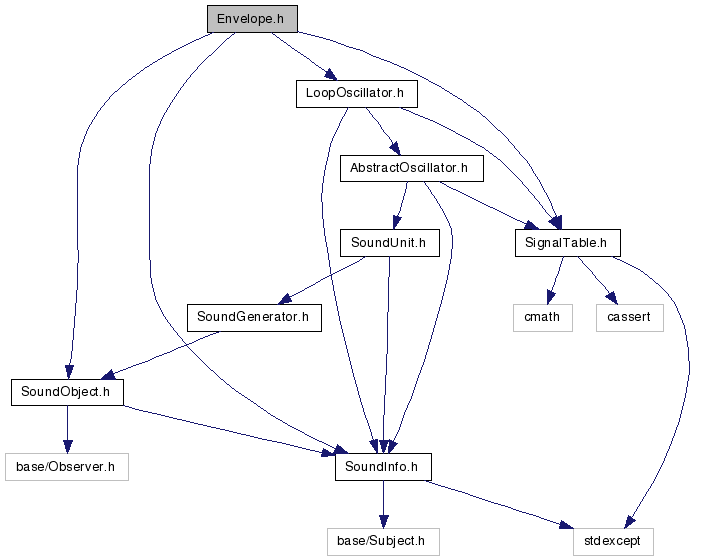 Envelope.h
LoopOscillator.h
AbstractOscillator.h
SoundUnit.h
SignalTable.h
SoundGenerator.h
cmath
cassert
SoundObject.h
base/Observer.h
SoundInfo.h
base/Subject.h
stdexcept